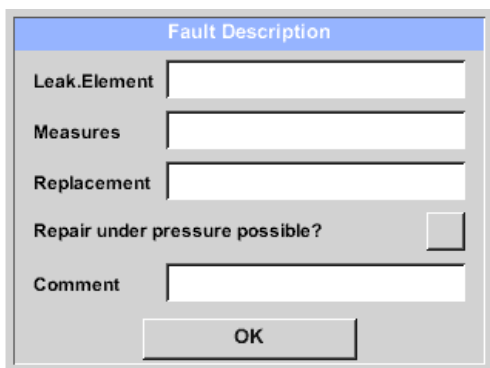 Fault Description
Leak.Element
Measures
Replacement
Repair under pressure possible?
Comment
OK